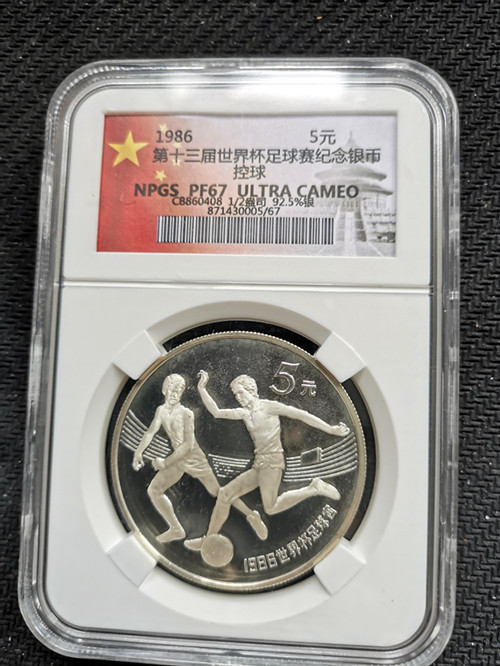 1986 5元
第十三届世界杯足球赛纪念银币
控球
NPGS PF67 ULTRA CAMEO
CB860408 1/2盎司 92.5%银
871430005/67
5元
1986世界杯足球赛